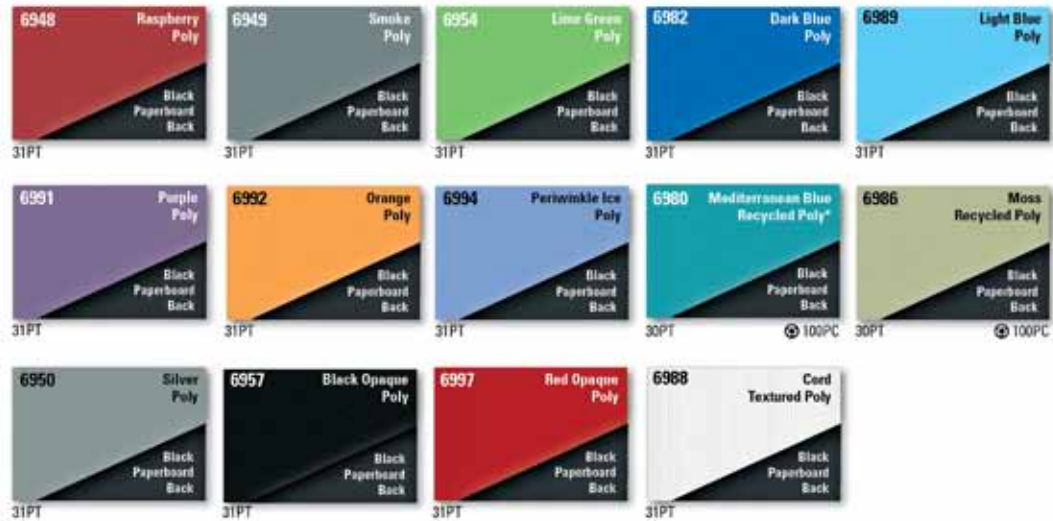 6948 Raspberry
Poly
Black
Paperboard
Back
31PT
6949 Smoke
Poly
Black
Paperboard
Back
31PT
6954 Lime Green
Poly
Black
Paperboard
Back
31PT
6982 Dark Blue
Poly
Black
Paperboard
Back
31PT
6989 Light Blue
Poly
Black
Paperboard
Back
31PT
6991 Purple
Poly
Black
Paperboard
Back
31PT
6992 Orange
Poly
Black
Paperboard
Back
31PT
6994 Periwinkle Ice
Poly
Black
Paperboard
Back
31PT
6980 Mediterranean Blue
Recycled Poly*
Black
Paperboard
Back
30PT 100PC
6986 Moss
Recycled Poly
Black
Paperboard
Back
30PT 100PC
6950 Silver
Poly
Black
Paperboard
Back
31PT
6957 Black Opaque
Poly
Black
Paperboard
Back
31PT
6997 Red Opaque
Poly
Black
Paperboard
Back
31PT
6988 Cord
Textured Poly
Black
Paperboard
Back
31PT